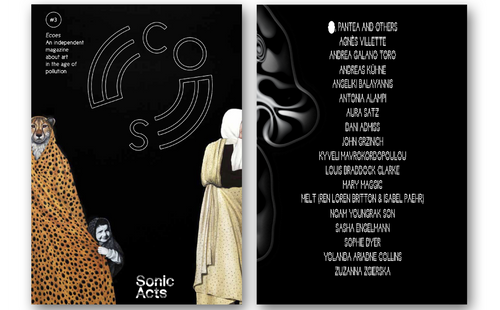 #3
Ecoes
An independent
magazine
about art
in the age of
pollution
E C O E S
Sonic
Acts
PANTEA AND OTHERS
AGNÈS VILLETTE
ANDREA GALANO TORO
ANDREAS KÜHNE
ANGELIKI BALAYANNIS
ANTONIA ALAMPI
AURA SATZ
DANI ADMISS
JOHN GRZINICH
KYVELI MAVROKORDOPOULOU
LOUIS BRADDOCK CLARKE
MARY MAGGIC
MELT (REN LOREN BRITTON & ISABEL PAEHR)
NOAM YOUNGRAK SON
SASHA ENGELMANN
SOPHIE DYER
YOLANDA ARIADNE COLLINS
ZUZANNA ZGIERSKA